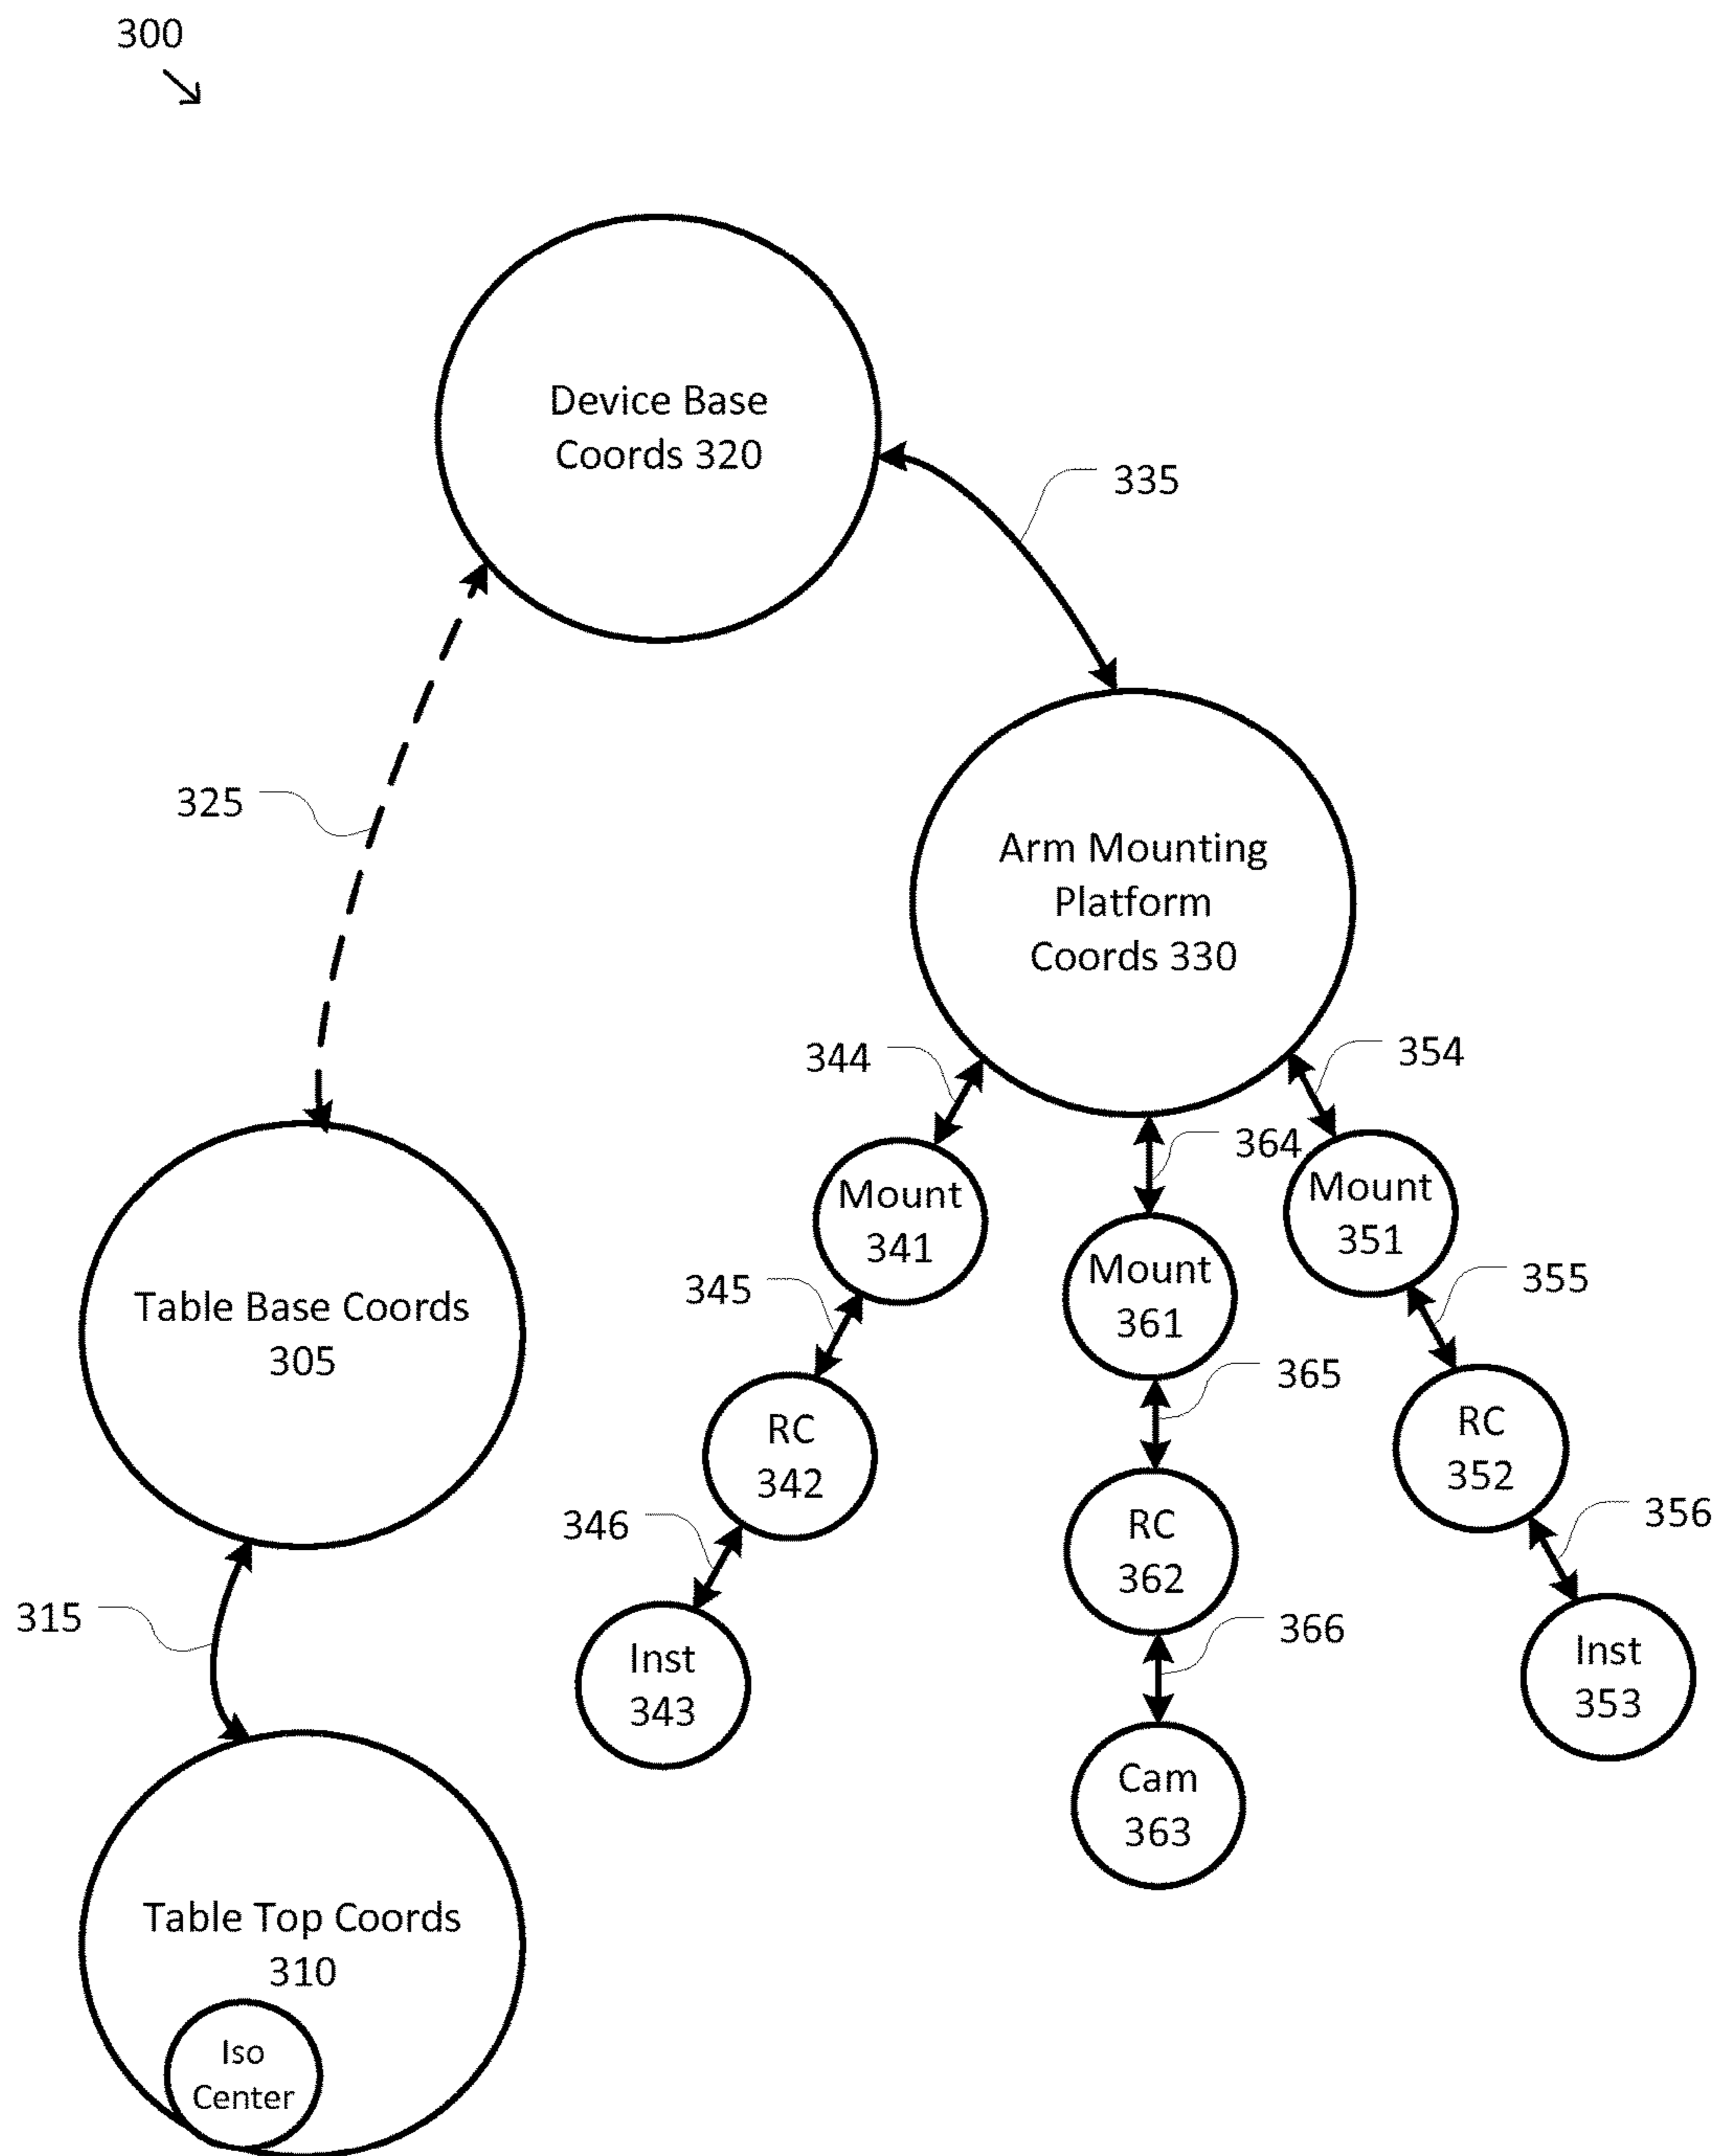 300
Device Base
Coords 320
335
325
Arm Mounting
Platform
Coords 330
344
354
364
Mount
341
Mount
351
Mount
361
345
355
Table Base Coords
305
365
RC
342
RC
352
RC
362
346
356
315
366
Inst
343
Inst
353
Cam
363
Table Top Coords
310
Iso
Center